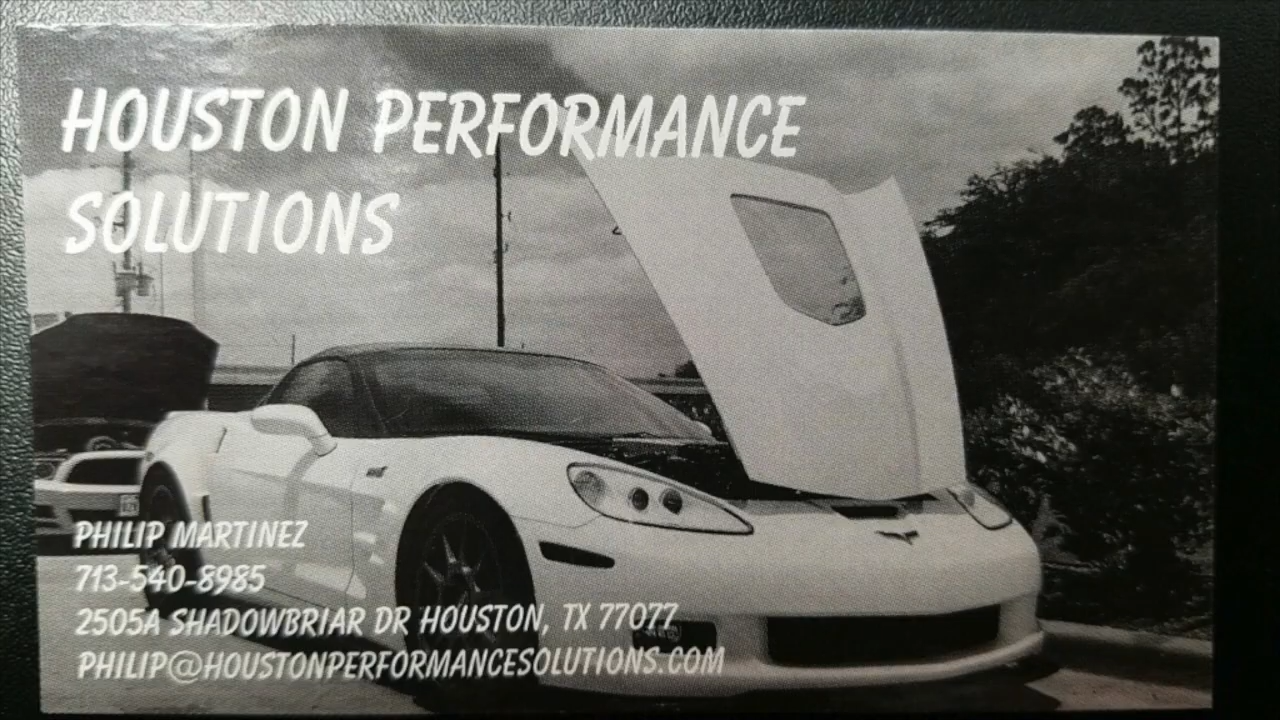 HOUSTON PERFORMANCE
SOLUTIONS
PHILIP MARTINEZ
713-540-8985
2505A SHADOWBRIAR DR HOUSTON, TX 77077
PHILIP@HOUSTONPERFORMANCESOLUTIONS.COM